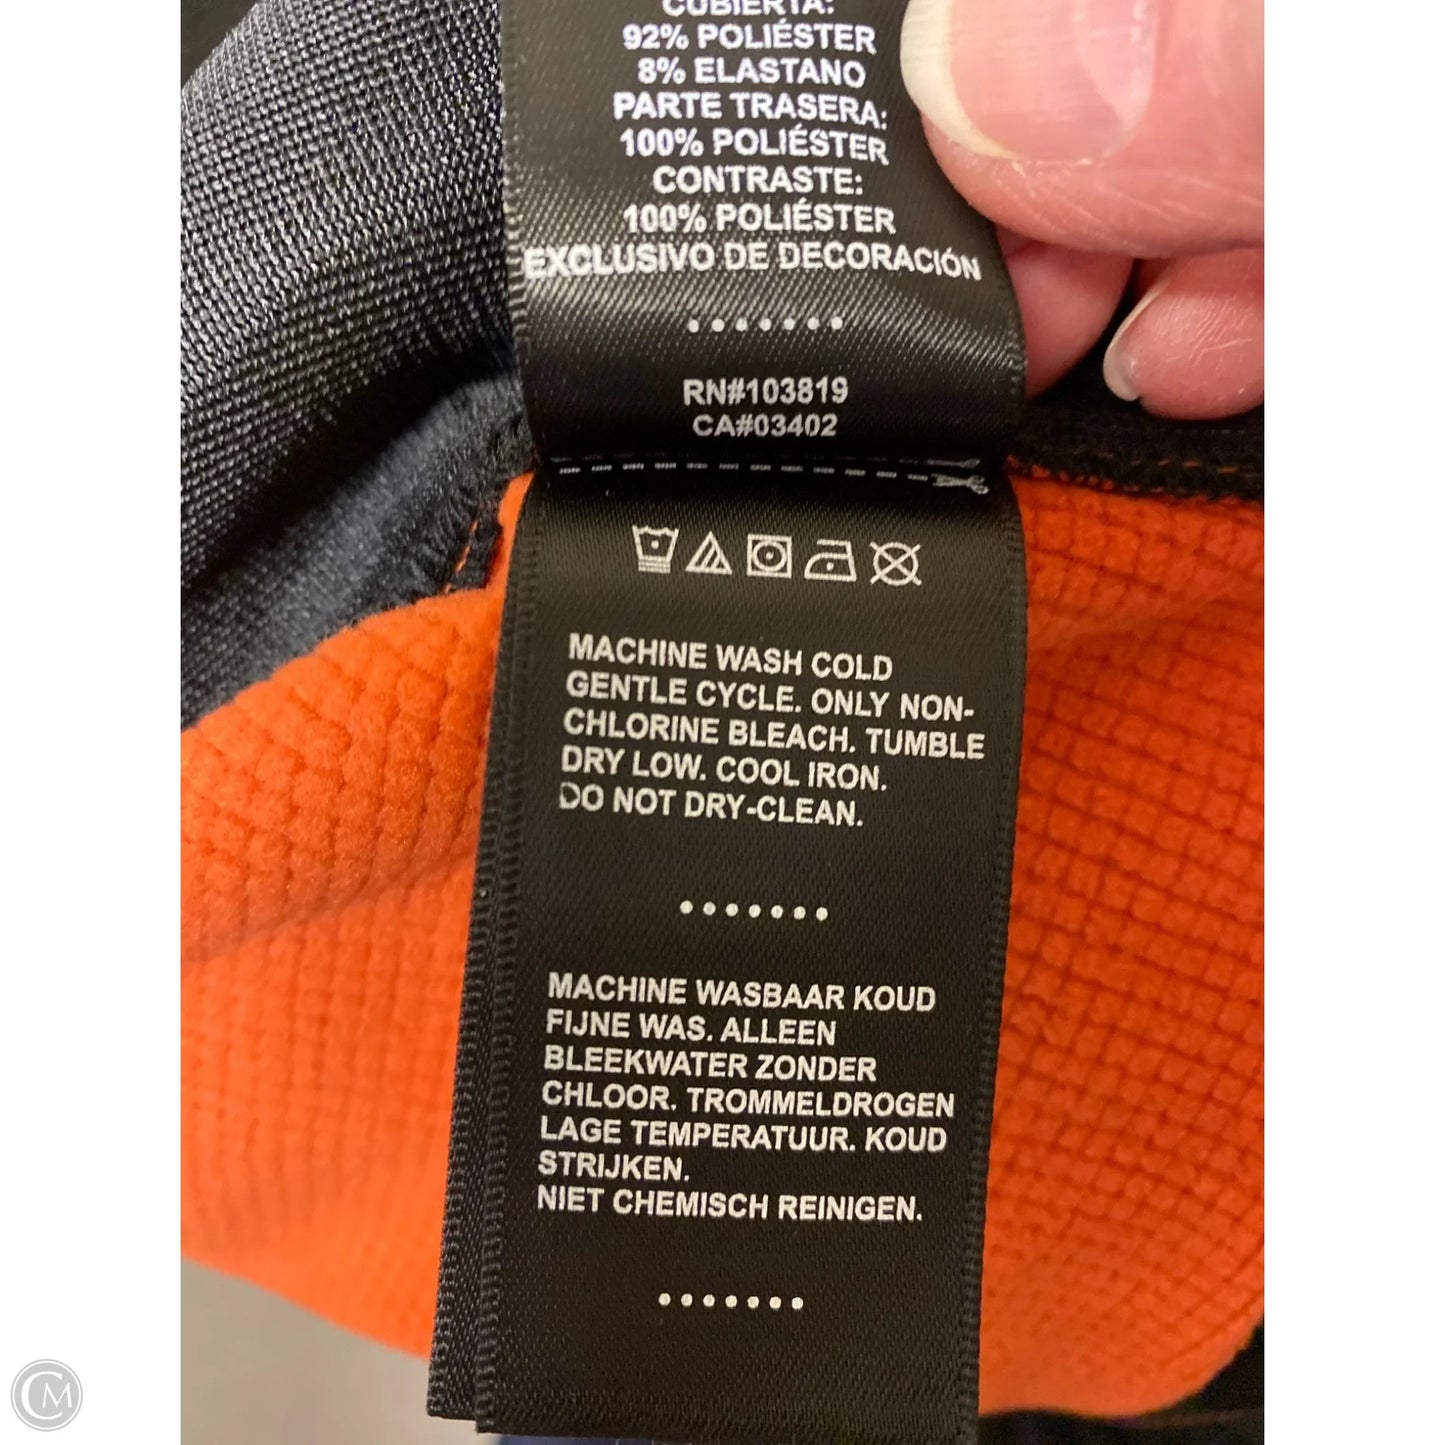 CUBIERTA:
92% POLIÉSTER
8% ELASTANO
PARTE TRASERA:
100% POLIÉSTER
CONTRASTE:
100% POLIÉSTER
EXCLUSIVO DE DECORACIÓN
RN#103819
CA#03402
MACHINE WASH COLD
GENTLE CYCLE. ONLY NON-
CHLORINE BLEACH. TUMBLE
DRY LOW. COOL IRON.
DO NOT DRY-CLEAN.
MACHINE WASBAAR KOUD
FIJNE WAS. ALLEEN
BLEEKWATER ZONDER
CHLOOR. TROMMELDROGEN
LAGE TEMPERATUUR. KOUD
STRIJKEN.
NIET CHEMISCH REINIGEN.
CM